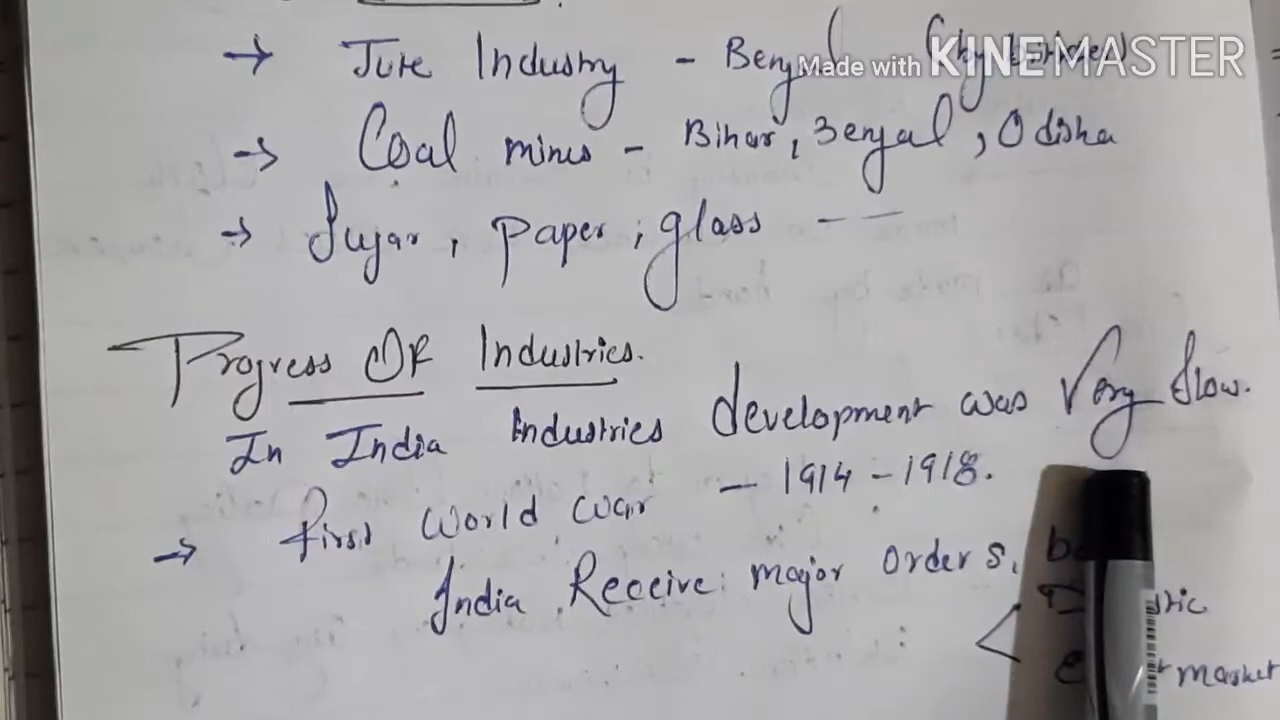 → Jute Industry - Bengal
Made with KINEMASTER
→ Coal mines - Bihar, Bengal, Odisha
→ Sugar, Paper, glass - -
Progress OF Industries.
In India Industries development was Very slow.
→ first World war - 1914 - 1918.
India Receive major orders,
market